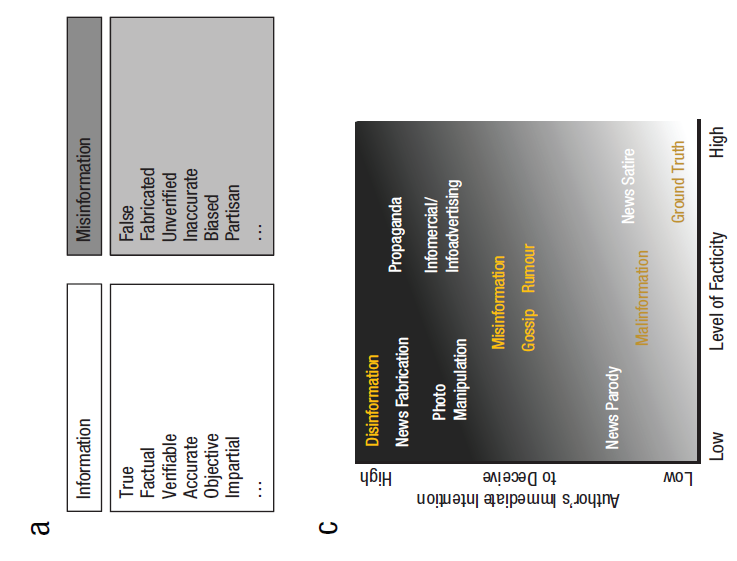 a
Information
True
Factual
Verifiable
Accurate
Objective
Impartial
...
Misinformation
False
Fabricated
Unverified
Inaccurate
Biased
Partisan
...
c
Author's Immediate Intention
to Deceive
High
Low
Disinformation
News Fabrication
Propaganda
Photo
Manipulation
Infomercial/
Infoadvertising
Misinformation
Gossip Rumour
News Parody
News Satire
Malinformation
Ground Truth
Low
Level of Facticity
High